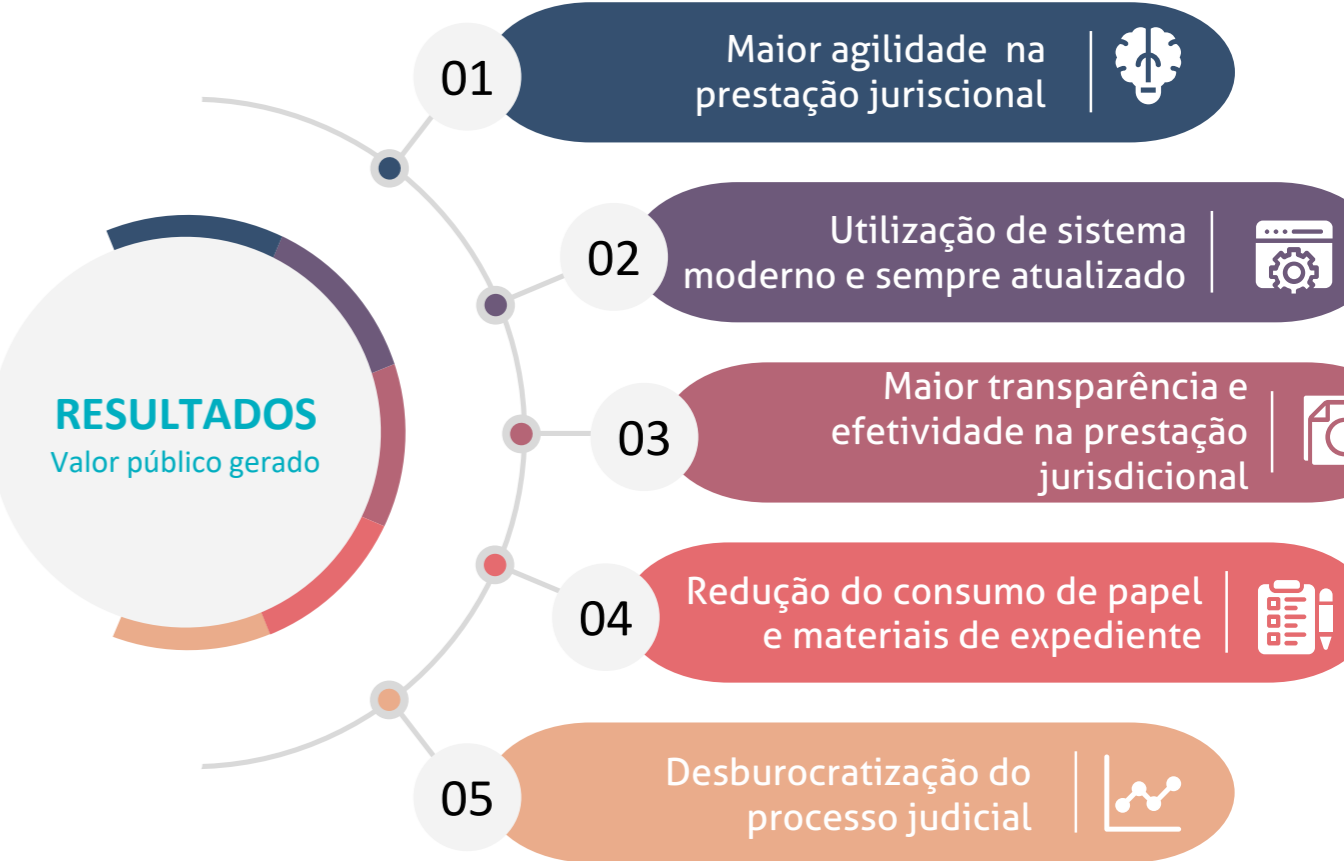 RESULTADOS
Valor público gerado
01
Maior agilidade na
prestação juriscional
02
Utilização de sistema
moderno e sempre atualizado
03
Maior transparência e
efetividade na prestação
jurisdicional
04
Redução do consumo de papel
e materiais de expediente
05
Desburocratização do
processo judicial